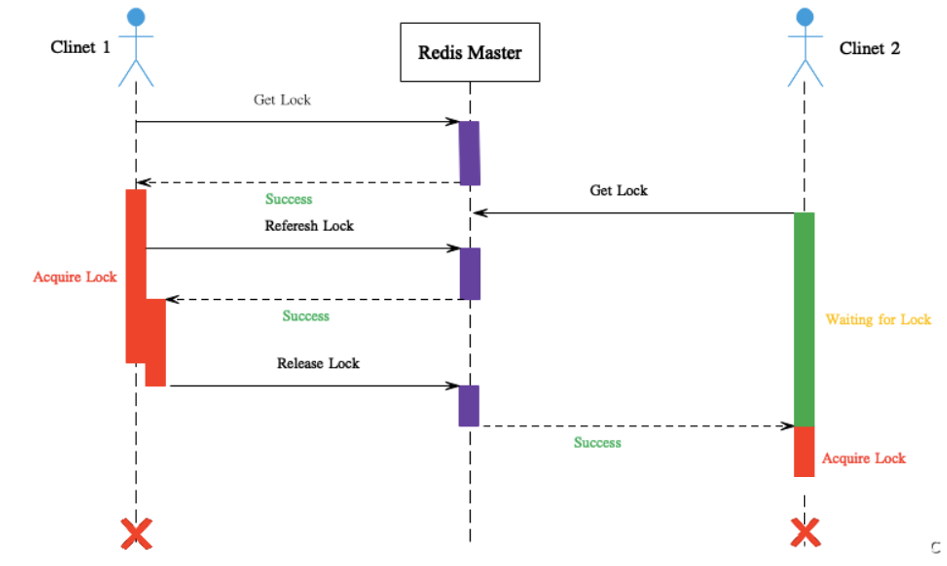 Clinet 1
Redis Master
Clinet 2
Get Lock
Get Lock
Success
Referesh Lock
Acquire Lock
Success
Waiting for Lock
Release Lock
Success
Acquire Lock
C